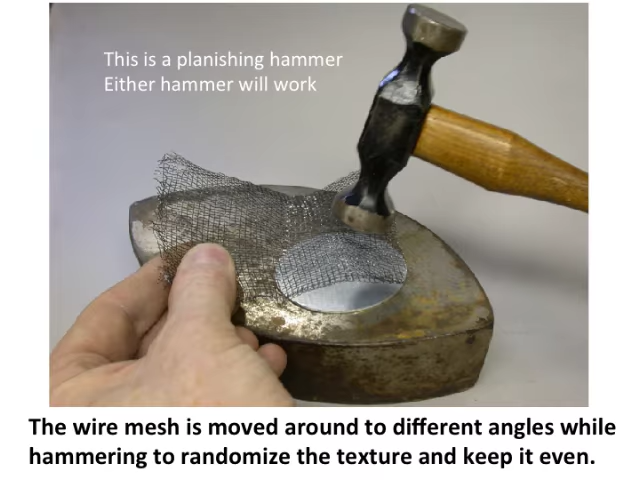 This is a planishing hammer
Either hammer will work
The wire mesh is moved around to different angles while
hammering to randomize the texture and keep it even.